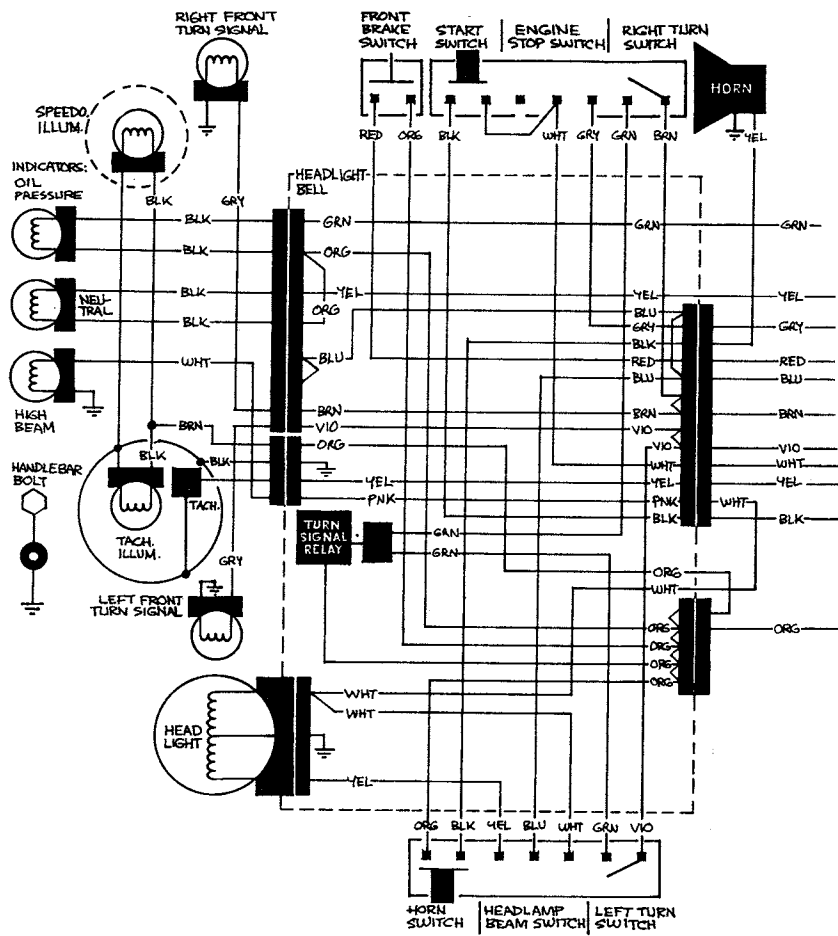 RIGHT FRONT
TURN SIGNAL
FRONT
BRAKE
SWITCH
START
SWITCH
ENGINE
STOP SWITCH
RIGHT TURN
SWITCH
HORN
SPEEDO.
ILLUM.
RED
ORG
BLK
WHT
GRY
GRN
BRN
YEL
INDICATORS:
OIL
PRESSURE
HEADLIGHT
BELL
BLK
GRY
BLK
GRN
GRN
GRN
BLK
ORG
NEU-
TRAL
BLK
YEL
YEL
YEL
ORG
BLU
BLK
GRY
GRY
BLK
WHT
BLU
RED
RED
BLU
BLU
HIGH
BEAM
BRN
BRN
BRN
BRN
VIO
VIO
ORG
VIO
VIO
BLK
BLK
WHT
WHT
HANDLEBAR
BOLT
YEL
YEL
YEL
PNK
PNK
WHT
TACH.
BLK
BLK
TURN
SIGNAL
RELAY
GRN
TACH.
ILLUM.
GRN
GRY
ORG
WHT
LEFT FRONT
TURN SIGNAL
ORG
ORG
ORG
ORG
ORG
WHT
WHT
HEAD
LIGHT
YEL
ORG
BLK
YEL
BLU
WHT
GRN
VIO
HORN
SWITCH
HEADLAMP
BEAM SWITCH
LEFT TURN
SWITCH